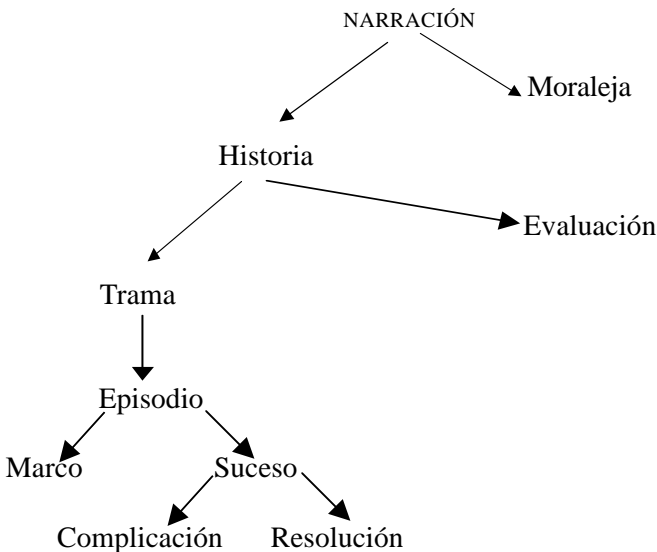 NARRACIÓN
Moraleja
Historia
Evaluación
Trama
Episodio
Marco Suceso
Complicación Resolución